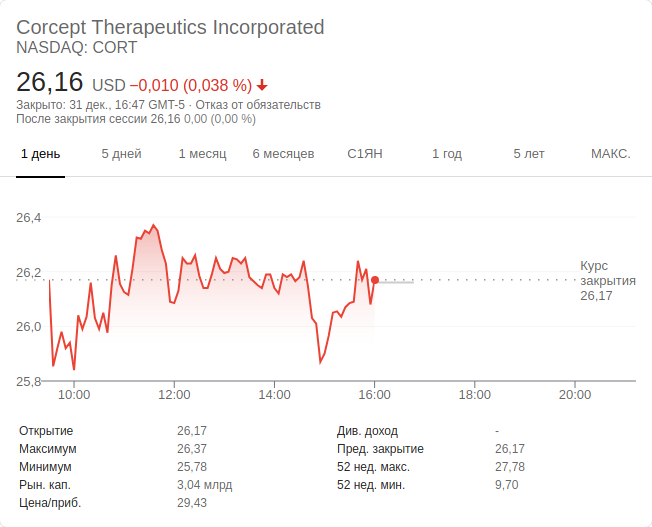 Corcept Therapeutics Incorporated
NASDAQ: CORT
26,16 USD −0,010 (0,038 %)
Закрыто: 31 дек., 16:47 GMT-5 · Отказ от обязательств
После закрытия сессии 26,16 0,00 (0,00 %)
1 день 5 дней 1 месяц 6 месяцев С1ЯН 1 год 5 лет МАКС.
26,4
26,2
26,0
25,8
Курс
закрытия
26,17
10:00 12:00 14:00 16:00 18:00 20:00
Открытие 26,17 Див. доход -
Максимум 26,37 Пред. закрытие 26,17
Минимум 25,78 52 нед. макс. 27,78
Рын. кап. 3,04 млрд 52 нед. мин. 9,70
Цена/приб. 29,43